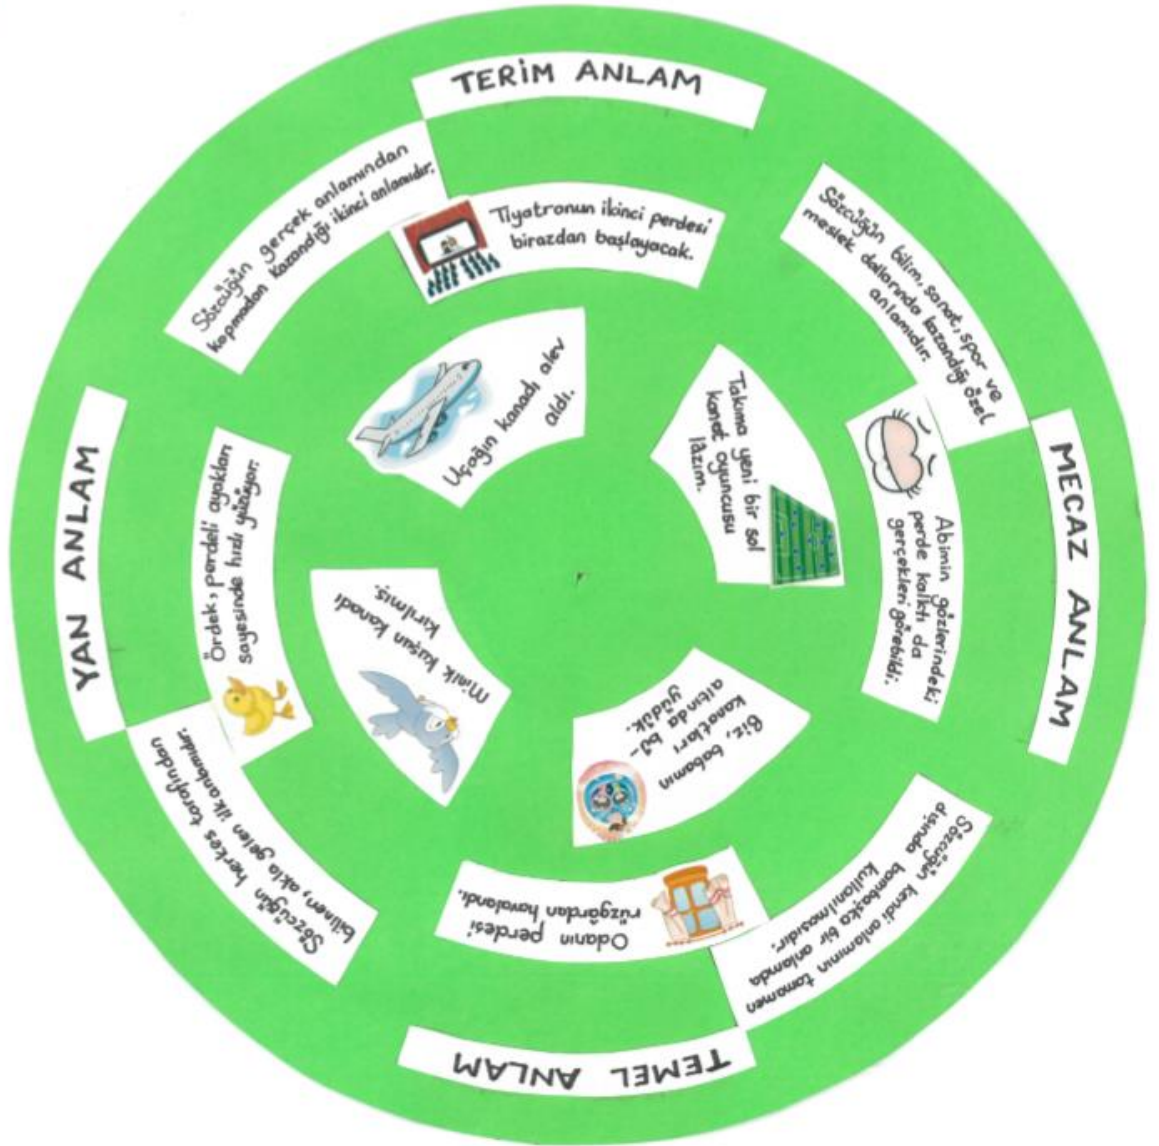 TERİM ANLAM
Sözcüğün gerçek anlamından
kopmadan kazandığı ikinci anlamıdır.
Tiyatronun ikinci perdesi
birazdan başlayacak.
Sözcüğün bilim, sanat, spor ve
meslek dallarında kazandığı özel
anlamıdır.
Uçağın kanadı alev
aldı.
Takıma yeni bir sol
kanat oyuncusu
lâzım.
MECAZ ANLAM
Abimin gözlerindeki
perde kalktı da
gerçekleri görebildi.
YAN ANLAM
Ördek, perdeli ayakları
sayesinde hızlı yüzüyor.
Minik kuşun kanadı
kırılmış.
Biz, babamın
kanatları
altında bü-
yüdük.
Sözcüğün herkes tarafından
bilinen, akla gelen ilk anlamıdır.
Odanın perdesi
rüzgârdan havalandı.
Sözcüğün kendi anlamının tamamen
dışında bambaşka bir anlamda
kullanılmasıdır.
TEMEL ANLAM